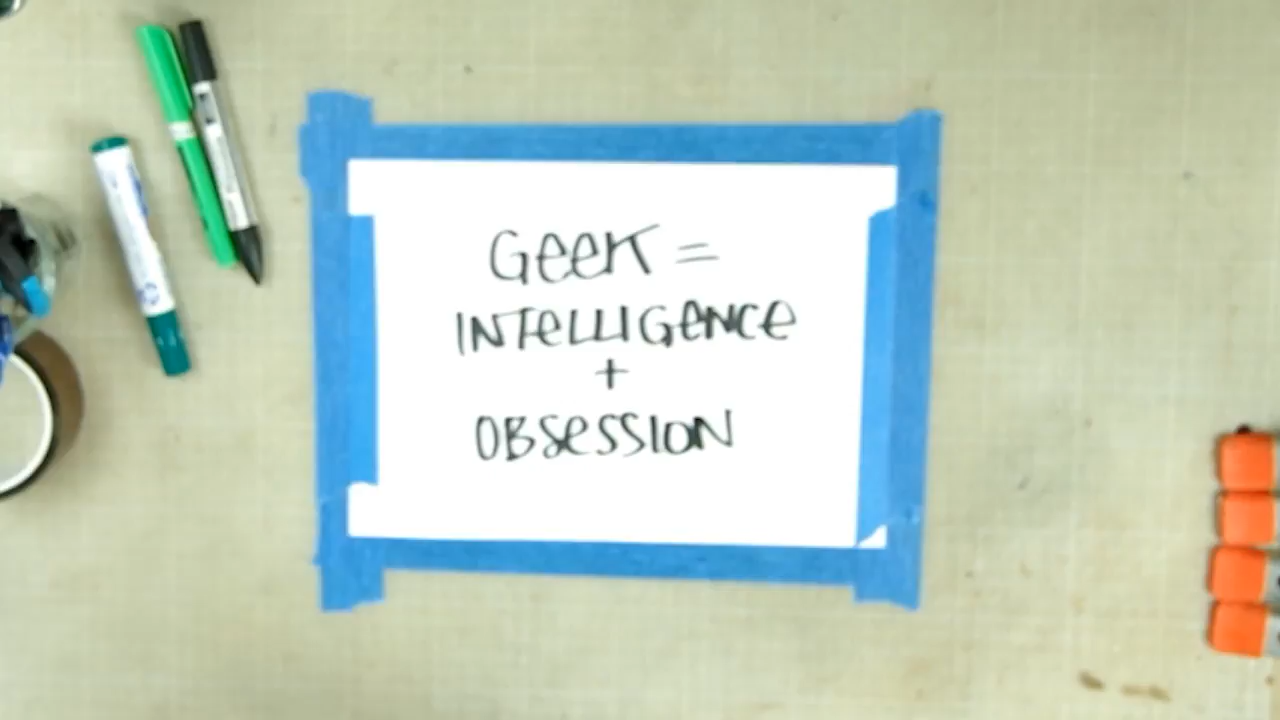 GeeK =
INTeLLIGeNCe
+
OBSeSSION